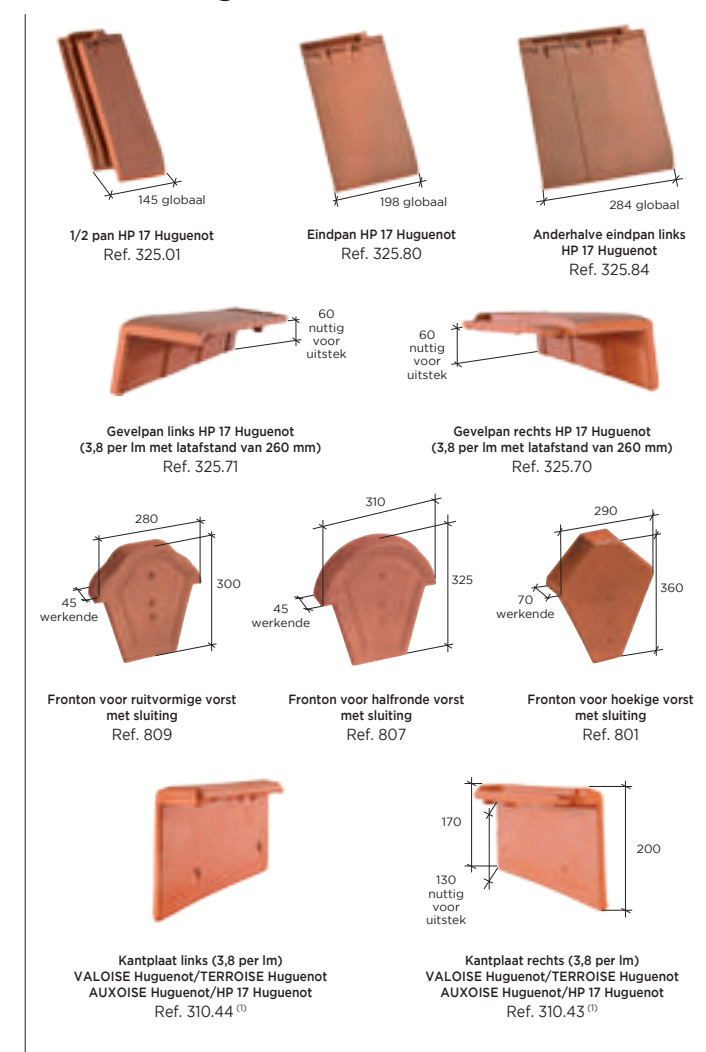 145 globaal
198 globaal
284 globaal
1/2 pan HP 17 Huguenot
Ref. 325.01
Eindpan HP 17 Huguenot
Ref. 325.80
Anderhalve eindpan links
HP 17 Huguenot
Ref. 325.84
60
nuttig
voor
uitstek
60
nuttig
voor
uitstek
Gevelpan links HP 17 Huguenot
(3,8 per lm met latafstand van 260 mm)
Ref. 325.71
Gevelpan rechts HP 17 Huguenot
(3,8 per lm met latafstand van 260 mm)
Ref. 325.70
280
300
45
werkende
310
325
45
werkende
290
360
70
werkende
Fronton voor ruitvormige vorst
met sluiting
Ref. 809
Fronton voor halfronde vorst
met sluiting
Ref. 807
Fronton voor hoekige vorst
met sluiting
Ref. 801
170
200
130
nuttig
voor
uitstek
Kantplaat links (3,8 per lm)
VALOISE Huguenot/TERROISE Huguenot
AUXOISE Huguenot/HP 17 Huguenot
Ref. 310.44 (1)
Kantplaat rechts (3,8 per lm)
VALOISE Huguenot/TERROISE Huguenot
AUXOISE Huguenot/HP 17 Huguenot
Ref. 310.43 (1)